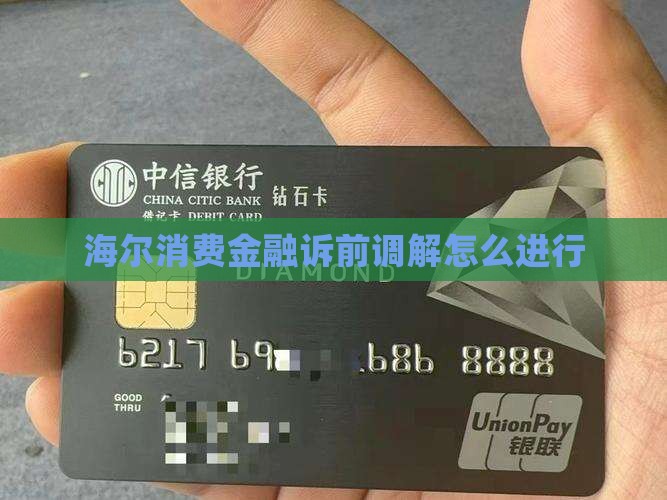 中信银行
CHINA CITIC BANK
钻石卡
借记卡 DEBIT CARD
海尔消费金融诉前调解怎么进行
DIAMOND
6217 69 686 8888
GOOD
THRU
UnionPay
银联